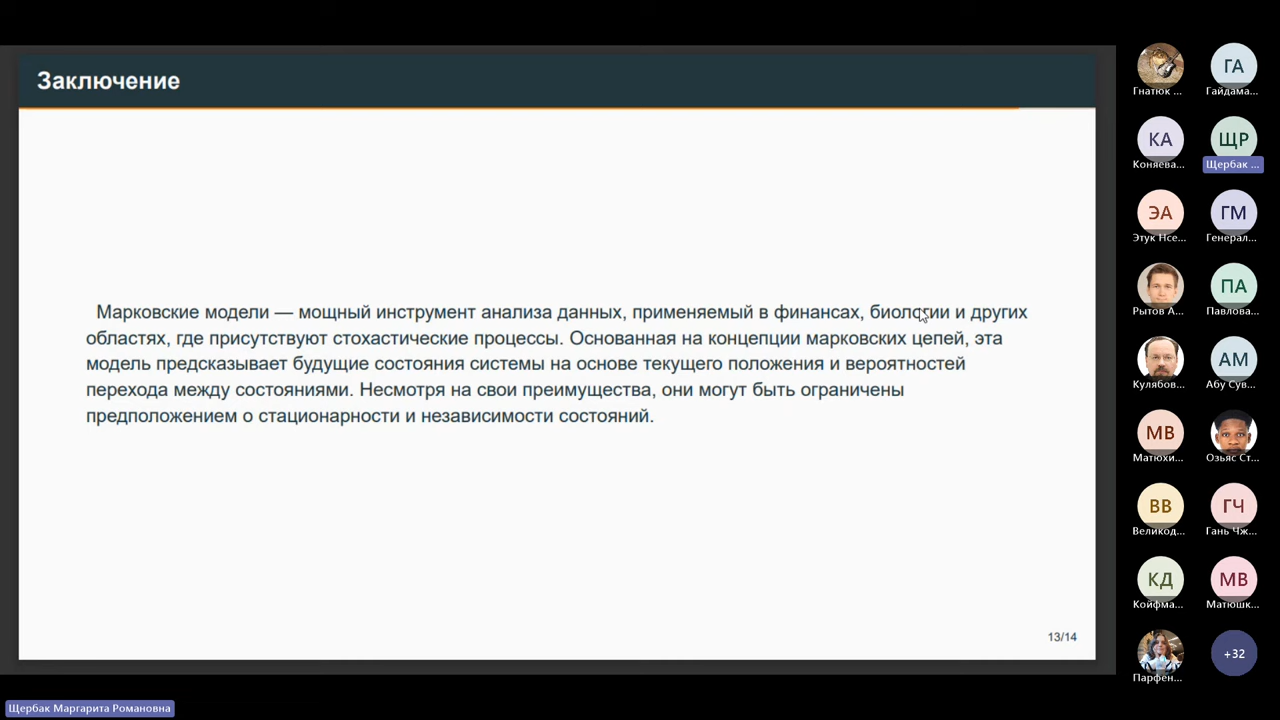 Заключение
Марковские модели — мощный инструмент анализа данных, применяемый в финансах, биологии и других
областях, где присутствуют стохастические процессы. Основанная на концепции марковских цепей, эта
модель предсказывает будущие состояния системы на основе текущего положения и вероятностей
перехода между состояниями. Несмотря на свои преимущества, они могут быть ограничены
предположением о стационарности и независимости состояний.
13/14
Щербак Маргарита Романовна
Гнатюк ...
ГА
Гайдама...
КА
Коняева...
ЩР
Щербак ...
ЭА
Этук Нсе...
ГМ
Генерал...
Рытов А...
ПА
Павлова...
Кулябов...
АМ
Абу Сув...
МВ
Матюхи...
Озьяс Ст...
ВВ
Великод...
ГЧ
Гань Чж...
КД
Койфма...
МВ
Матюшк...
Парфен...
+32